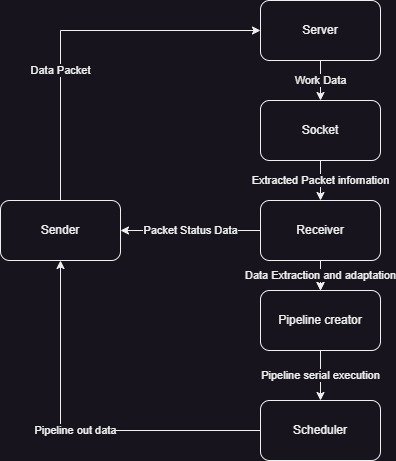 Server
Data Packet
Work Data
Socket
Extracted Packet infomation
Sender
Packet Status Data
Receiver
Data Extraction and adaptation
Pipeline creator
Pipeline serial execution
Pipeline out data
Scheduler